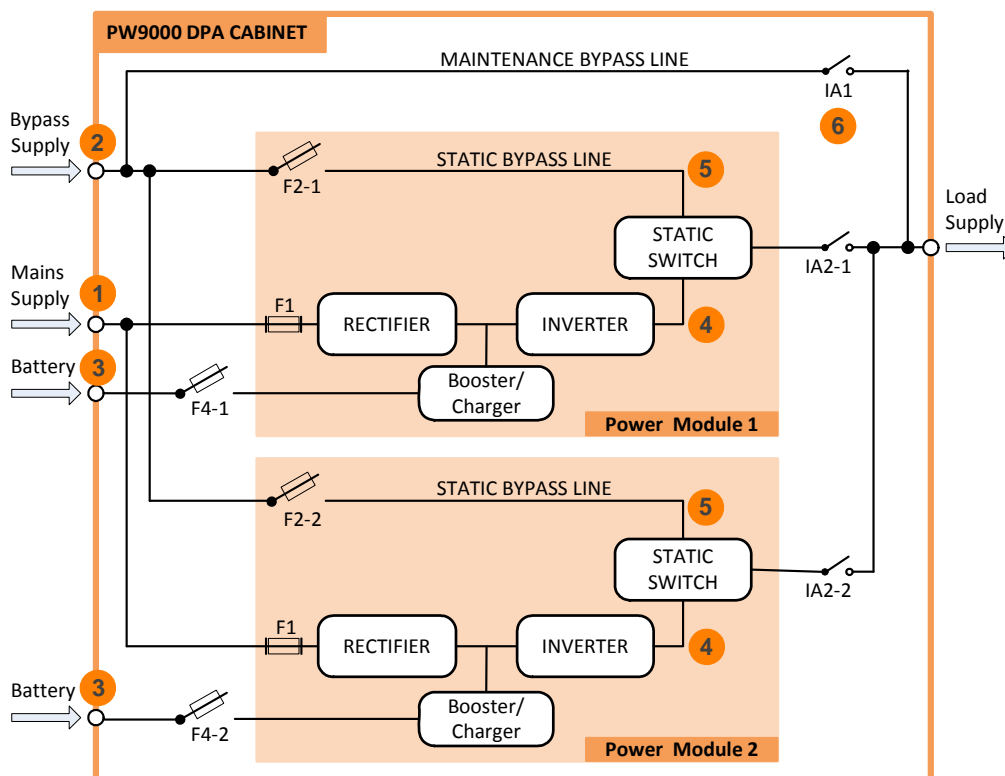 PW9000 DPA CABINET
MAINTENANCE BYPASS LINE
IA1
6
Bypass
Supply
2
F2-1
STATIC BYPASS LINE
5
STATIC
SWITCH
IA2-1
Load
Supply
Mains
Supply
1
F1
RECTIFIER
INVERTER
4
Battery
3
F4-1
Booster/
Charger
Power Module 1
F2-2
STATIC BYPASS LINE
5
STATIC
SWITCH
IA2-2
F1
RECTIFIER
INVERTER
4
Battery
3
F4-2
Booster/
Charger
Power Module 2